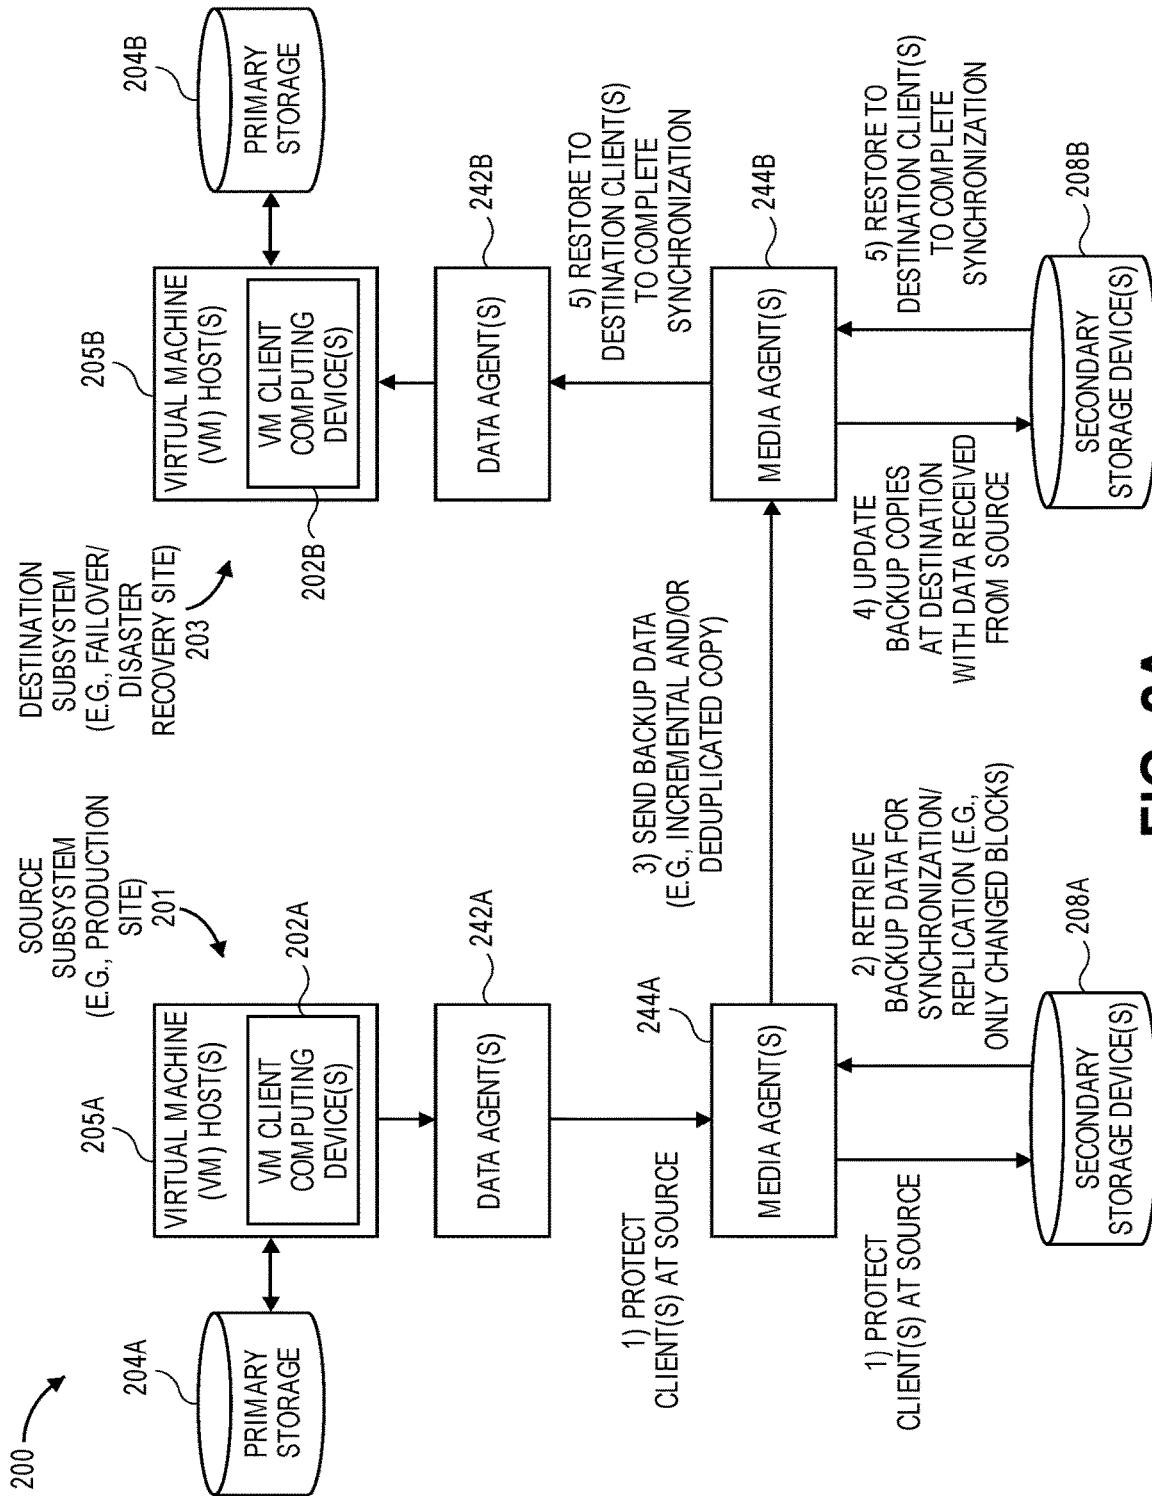 200
SOURCE
SUBSYSTEM
(E.G., PRODUCTION
SITE)
201
DESTINATION
SUBSYSTEM
(E.G., FAILOVER/
DISASTER
RECOVERY SITE)
203
204A
PRIMARY
STORAGE
205A
VIRTUAL MACHINE
(VM) HOST(S)
202A
VM CLIENT
COMPUTING
DEVICE(S)
205B
VIRTUAL MACHINE
(VM) HOST(S)
202B
VM CLIENT
COMPUTING
DEVICE(S)
204B
PRIMARY
STORAGE
242A
DATA AGENT(S)
242B
DATA AGENT(S)
1) PROTECT
CLIENT(S) AT SOURCE
3) SEND BACKUP DATA
(E.G., INCREMENTAL AND/OR
DEDUPLICATED COPY)
5) RESTORE TO
DESTINATION CLIENT(S)
TO COMPLETE
SYNCHRONIZATION
244A
MEDIA AGENT(S)
244B
MEDIA AGENT(S)
1) PROTECT
CLIENT(S) AT SOURCE
2) RETRIEVE
BACKUP DATA FOR
SYNCHRONIZATION/
REPLICATION (E.G.,
ONLY CHANGED BLOCKS)
4) UPDATE
BACKUP COPIES
AT DESTINATION
WITH DATA RECEIVED
FROM SOURCE
5) RESTORE TO
DESTINATION CLIENT(S)
TO COMPLETE
SYNCHRONIZATION
208A
SECONDARY
STORAGE DEVICE(S)
208B
SECONDARY
STORAGE DEVICE(S)
FIG.